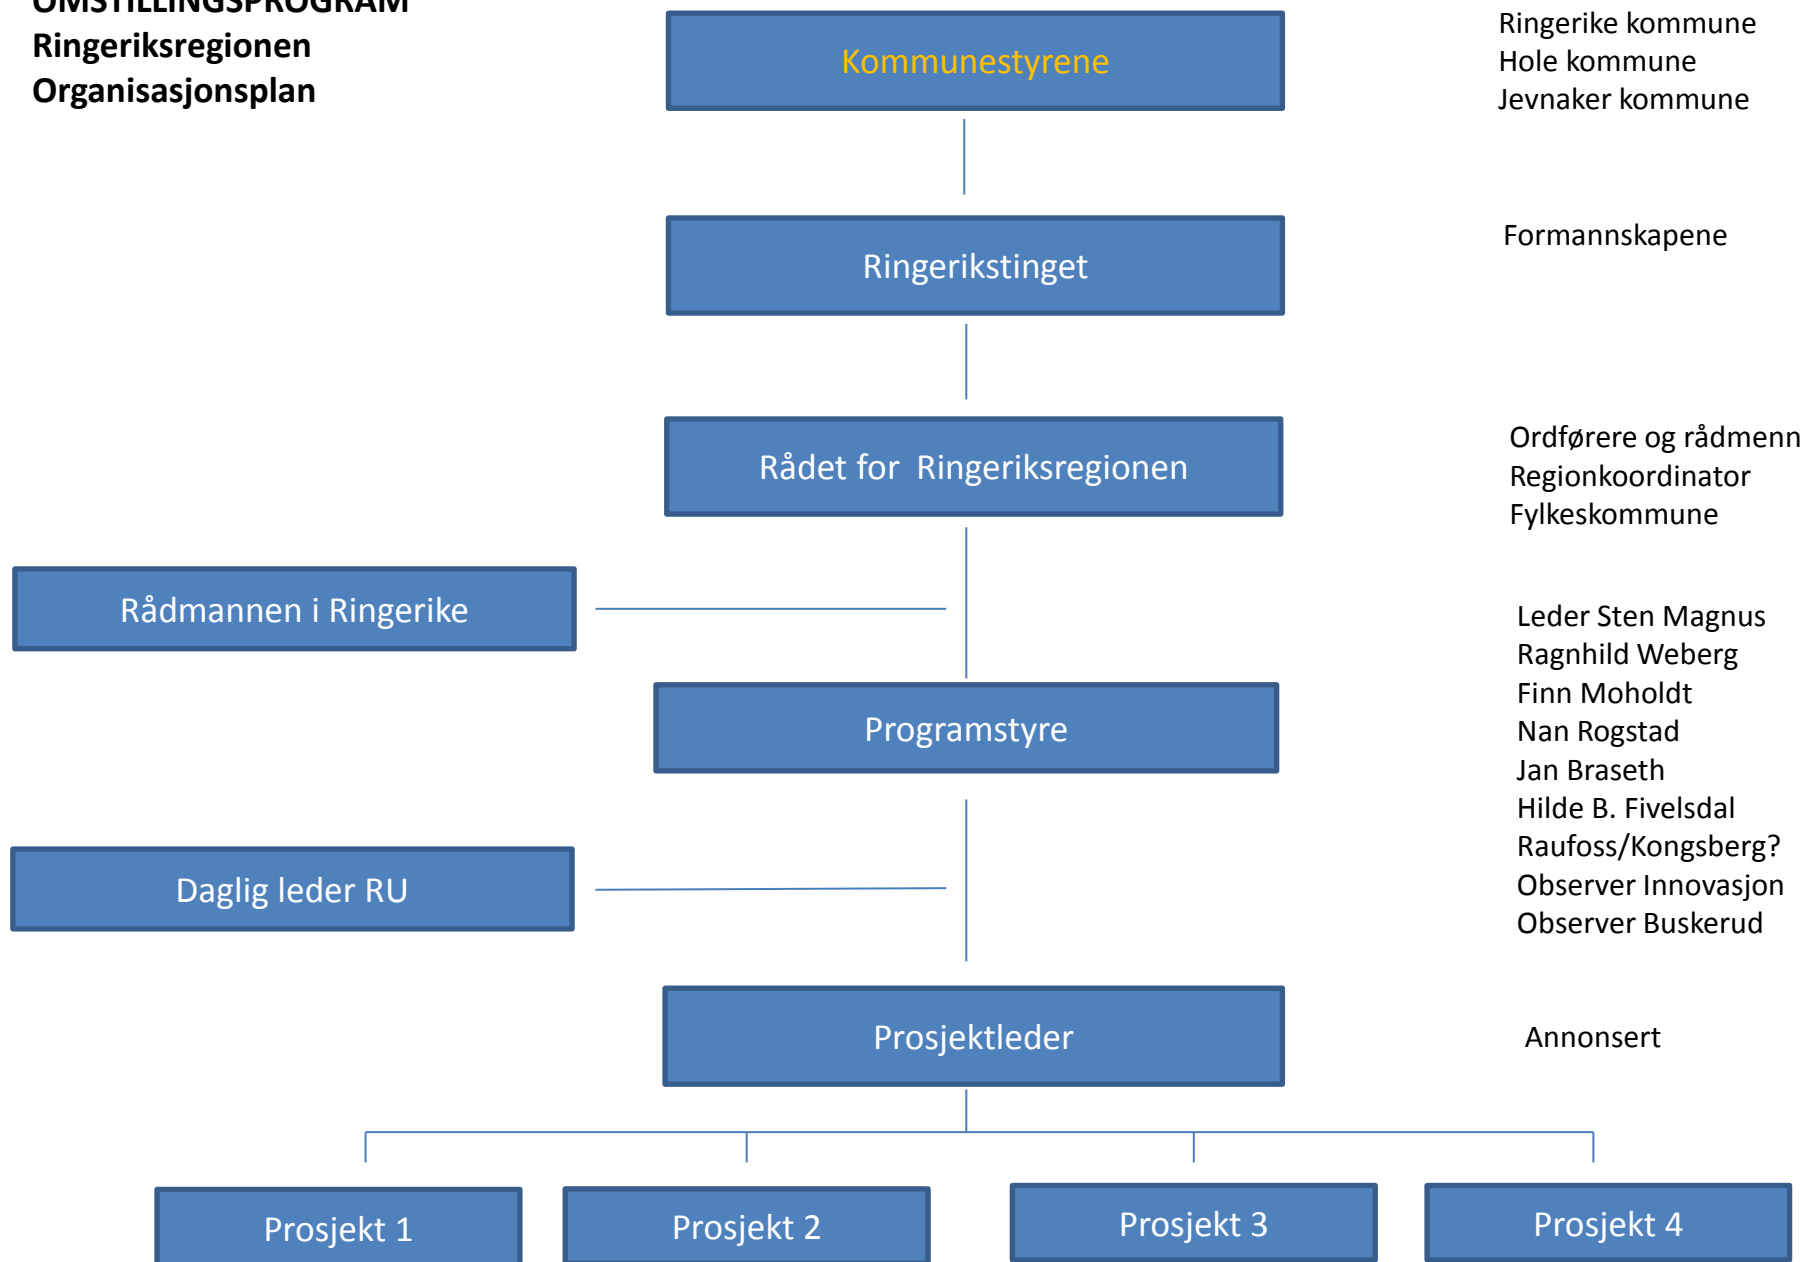 OMSTILLINGSPROGRAM
Ringeriksregionen
Organisasjonsplan
Kommunestyrene
Ringerike kommune
Hole kommune
Jevnaker kommune
Ringerikstinget
Formannskapene
Rådet for  Ringeriksregionen
Ordførere og rådmenn
Regionkoordinator
Fylkeskommune
Rådmannen i Ringerike
Programstyre
Leder Sten Magnus
Ragnhild Weberg
Finn Moholdt
Nan Rogstad
Jan Braseth
Hilde B. Fivelsdal
Raufoss/Kongsberg?
Observer Innovasjon
Observer Buskerud
Daglig leder RU
Prosjektleder
Annonsert
Prosjekt 1
Prosjekt 2
Prosjekt 3
Prosjekt 4